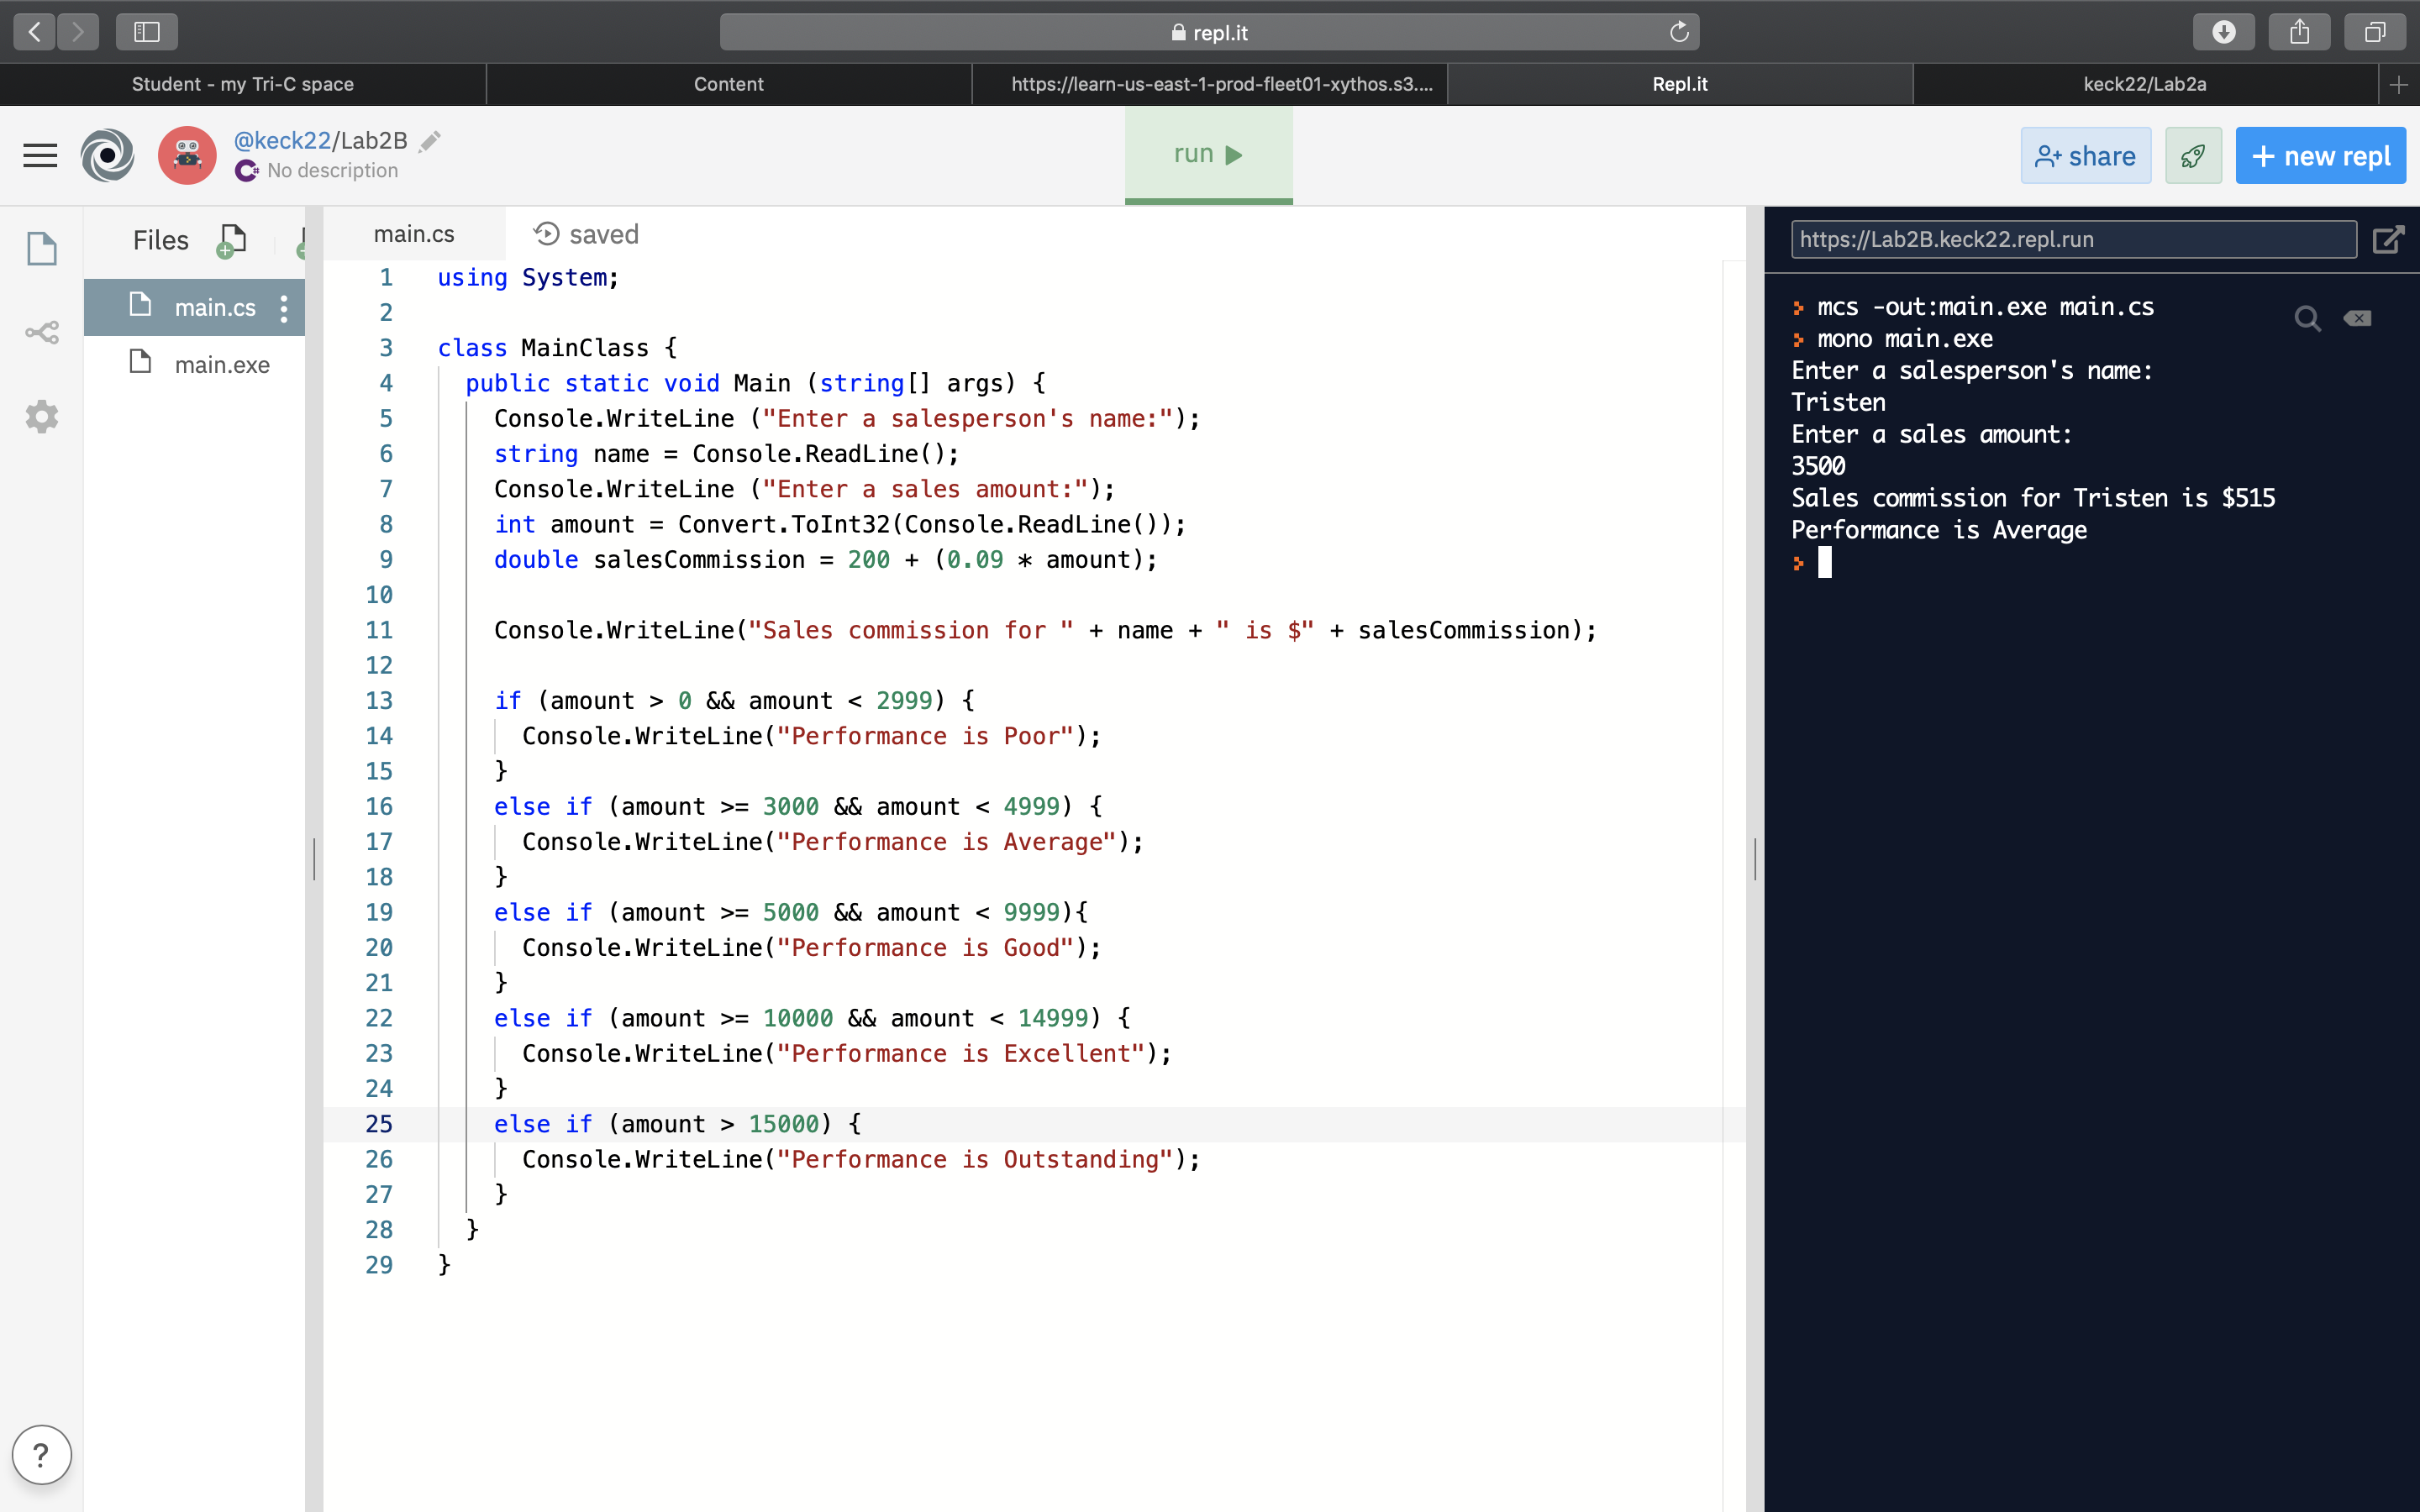 repl.it
Student - my Tri-C space
Content
https://learn-us-east-1-prod-fleet01-xythos.s3....
Repl.it
keck22/Lab2a
@keck22/Lab2B
C# No description
run
share
+ new repl
Files
main.cs
main.exe
main.cs
saved
1 using System;
2
3 class MainClass {
4 public static void Main (string[] args) {
5 Console.WriteLine ("Enter a salesperson's name:");
6 string name = Console.ReadLine();
7 Console.WriteLine ("Enter a sales amount:");
8 int amount = Convert.ToInt32(Console.ReadLine());
9 double salesCommission = 200 + (0.09 * amount);
10
11 Console.WriteLine("Sales commission for " + name + " is $" + salesCommission);
12
13 if (amount > 0 && amount < 2999) {
14 Console.WriteLine("Performance is Poor");
15 }
16 else if (amount >= 3000 && amount < 4999) {
17 Console.WriteLine("Performance is Average");
18 }
19 else if (amount >= 5000 && amount < 9999){
20 Console.WriteLine("Performance is Good");
21 }
22 else if (amount >= 10000 && amount < 14999) {
23 Console.WriteLine("Performance is Excellent");
24 }
25 else if (amount > 15000) {
26 Console.WriteLine("Performance is Outstanding");
27 }
28 }
29 }
https://Lab2B.keck22.repl.run
mcs -out:main.exe main.cs
mono main.exe
Enter a salesperson's name:
Tristen
Enter a sales amount:
3500
Sales commission for Tristen is $515
Performance is Average
?